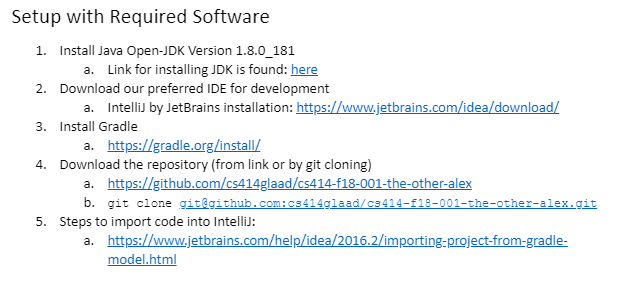 Setup with Required Software
1. Install Java Open-JDK Version 1.8.0_181
a. Link for installing JDK is found: here
2. Download our preferred IDE for development
a. IntelliJ by JetBrains installation: https://www.jetbrains.com/idea/download/
3. Install Gradle
a. https://gradle.org/install/
4. Download the repository (from link or by git cloning)
a. https://github.com/cs414glaad/cs414-f18-001-the-other-alex
b. git clone git@github.com:cs414glaad/cs414-f18-001-the-other-alex.git
5. Steps to import code into IntelliJ:
a. https://www.jetbrains.com/help/idea/2016.2/importing-project-from-gradle-
model.html